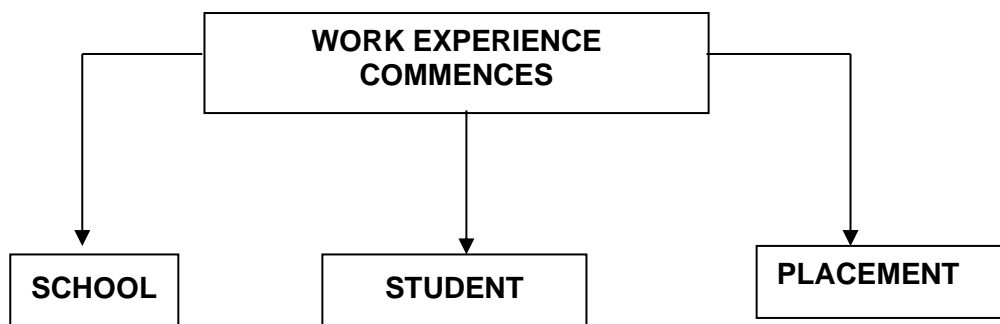 WORK EXPERIENCE
COMMENCES
SCHOOL
STUDENT
PLACEMENT